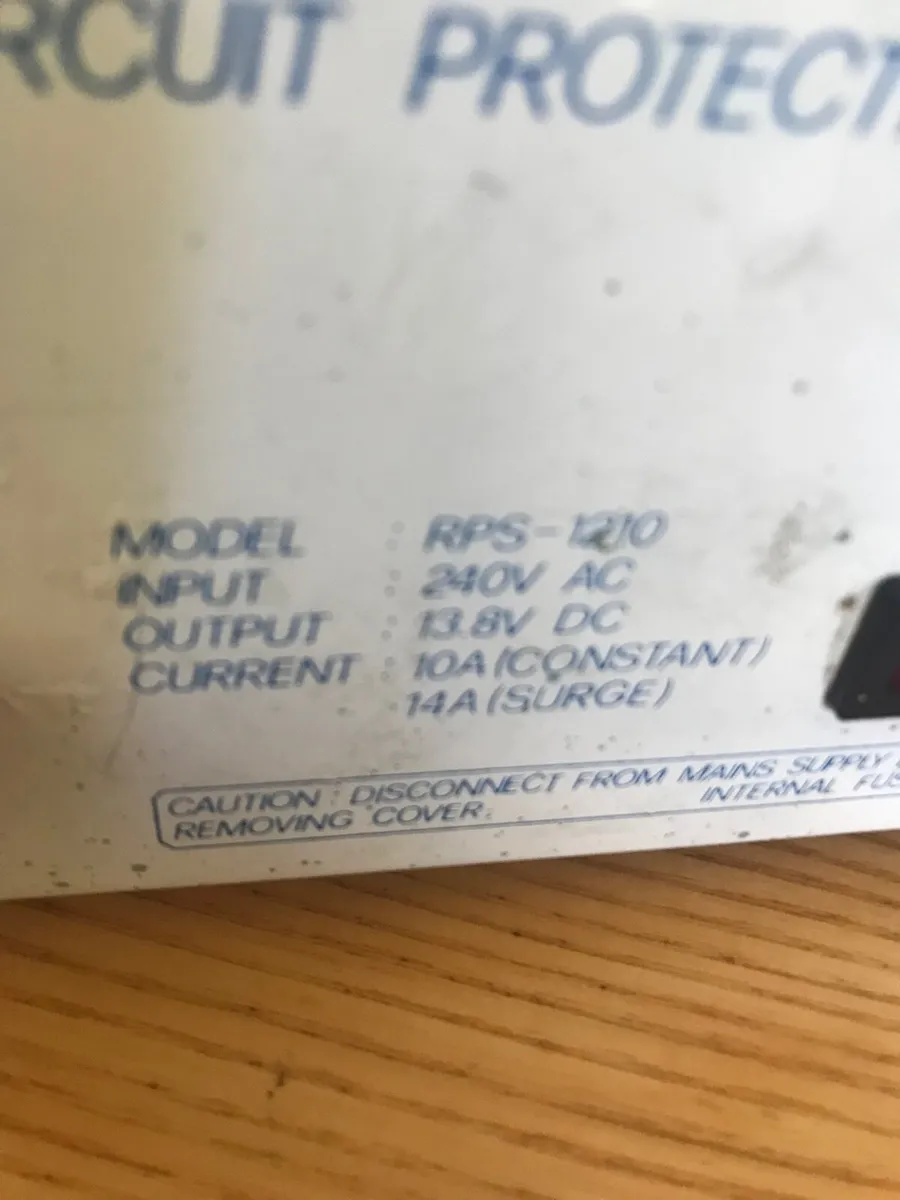 RCUIT PROTECT
MODEL : RPS-1210
INPUT : 240V AC
OUTPUT : 13.8V DC
CURRENT : 10A (CONSTANT)
14A (SURGE)
CAUTION : DISCONNECT FROM MAINS SUPPLY
REMOVING COVER. INTERNAL FUS